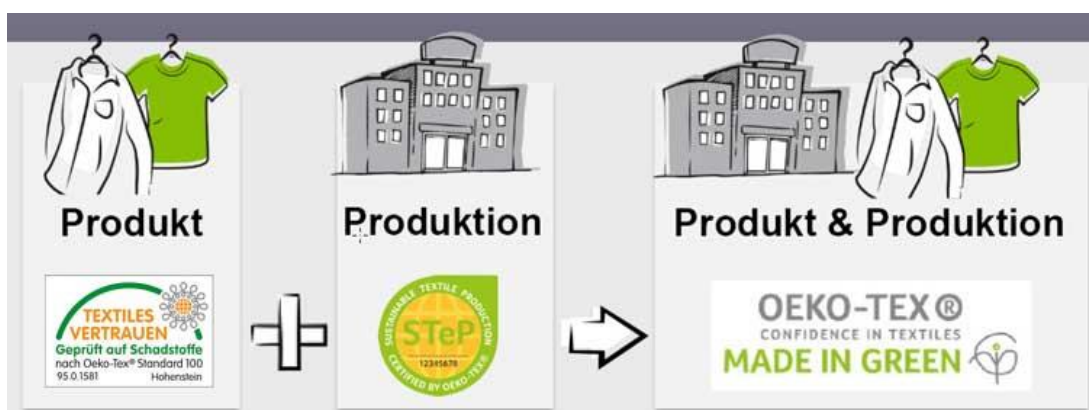 Produkt
TEXTILES
VERTRAUEN
Geprüft auf Schadstoffe
nach Oeko-Tex® Standard 100
95.0.1581 Hohenstein
Produktion
SUSTAINABLE TEXTILE PRODUCTION
STeP
12345678
CERTIFIED BY OEKO-TEX®
Produkt & Produktion
OEKO-TEX®
CONFIDENCE IN TEXTILES
MADE IN GREEN